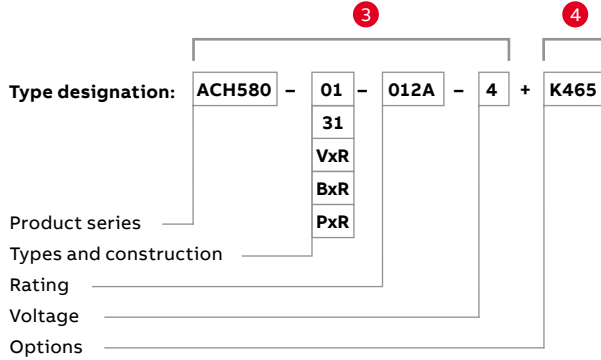 3 4
Type designation: ACH580 – 01 – 012A – 4 + K465
31
VxR
BxR
PxR
Product series
Types and construction
Rating
Voltage
Options